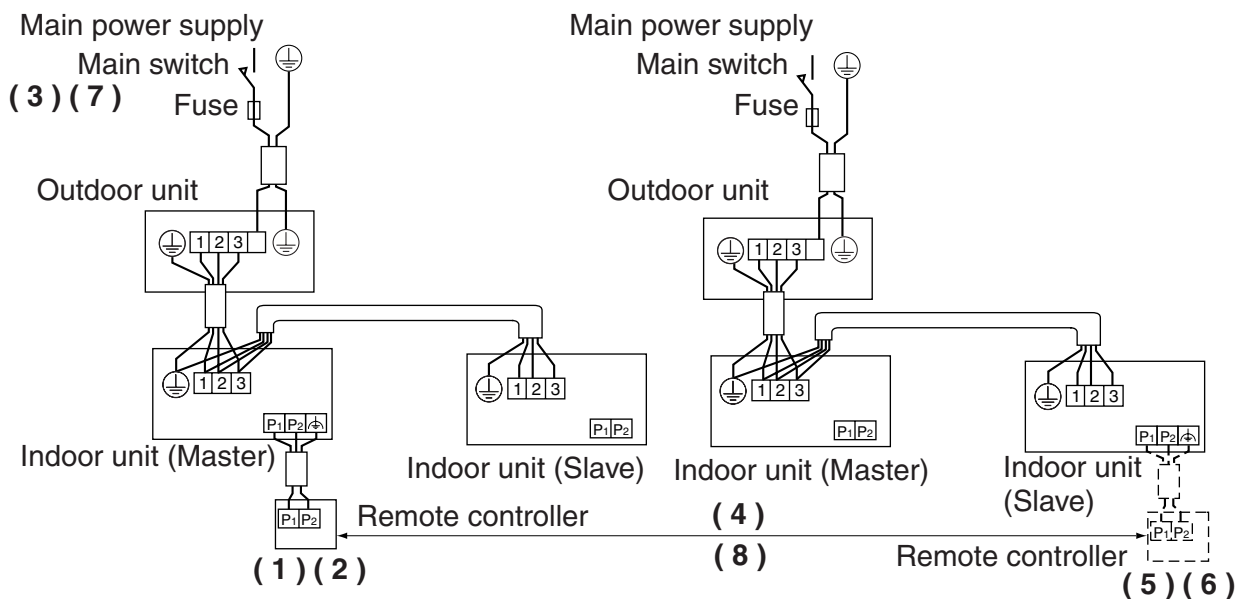 Main power supply
Main switch
( 3 ) ( 7 )
Fuse
Outdoor unit
1 2 3
1 2 3
P1 P2
Indoor unit (Master)
1 2 3
P1 P2
Indoor unit (Slave)
P1 P2
Remote controller
( 1 ) ( 2 )
Main power supply
Main switch
Fuse
Outdoor unit
1 2 3
1 2 3
P1 P2
Indoor unit (Master)
( 4 )
( 8 )
1 2 3
P1 P2
Indoor unit
(Slave)
P1 P2
Remote controller
( 5 ) ( 6 )